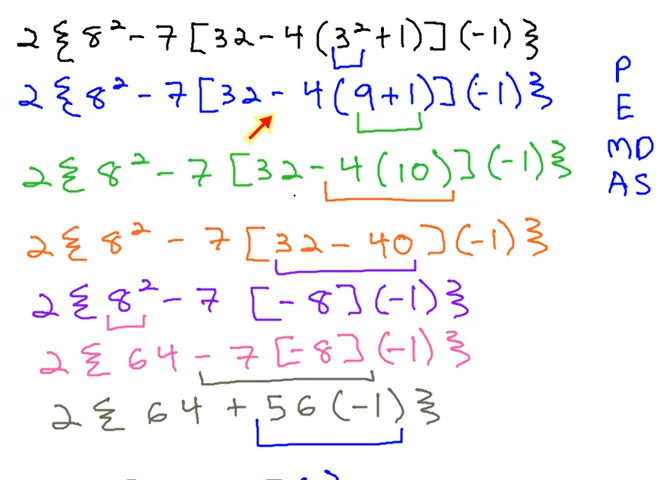 2{8²-7[32-4(3²+1)](-1)}
2{8²-7[32-4(9+1)](-1)}
P
E
MD
AS
2{8²-7[32-4(10)](-1)}
2{8²-7[32-40](-1)}
2{8²-7[-8](-1)}
2{64-7[-8](-1)}
2{64+56(-1)}